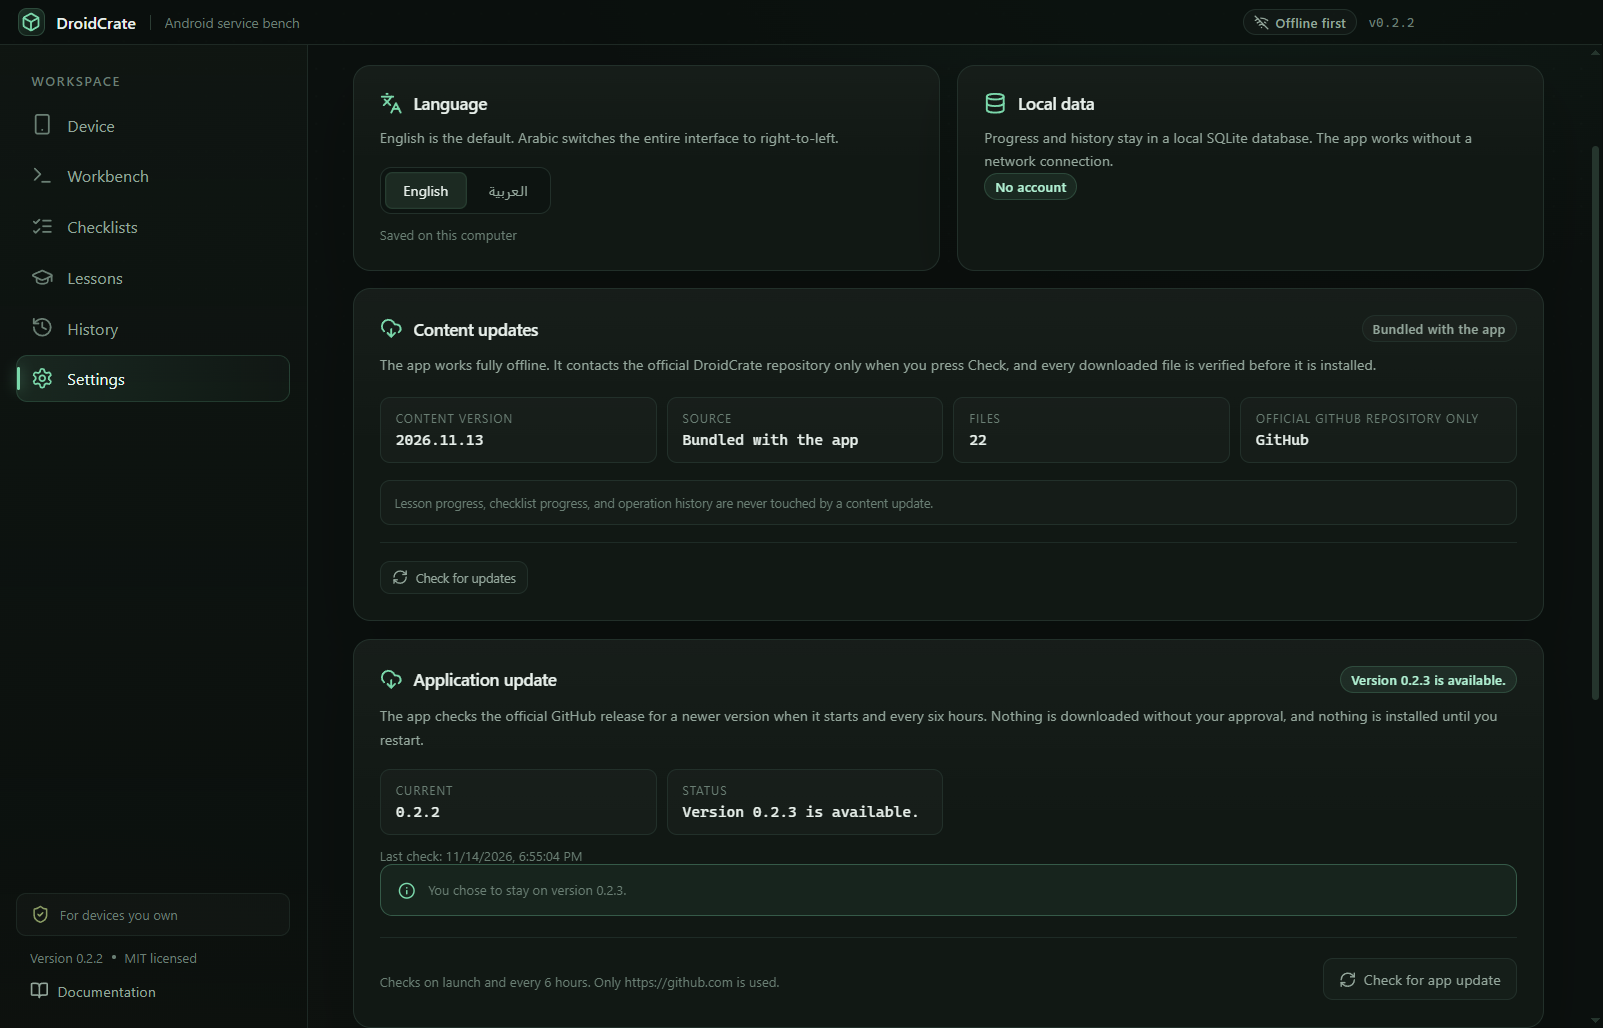 DroidCrate
Android service bench
Offline first
v0.2.2
WORKSPACE
Device
Workbench
Checklists
Lessons
History
Settings
For devices you own
Version 0.2.2 • MIT licensed
Documentation
Language
English is the default. Arabic switches the entire interface to right-to-left.
English
العربية
Saved on this computer
Local data
Progress and history stay in a local SQLite database. The app works without a
network connection.
No account
Content updates
Bundled with the app
The app works fully offline. It contacts the official DroidCrate repository only when you press Check, and every downloaded file is verified before it is installed.
CONTENT VERSION
2026.11.13
SOURCE
Bundled with the app
FILES
22
OFFICIAL GITHUB REPOSITORY ONLY
GitHub
Lesson progress, checklist progress, and operation history are never touched by a content update.
Check for updates
Application update
Version 0.2.3 is available.
The app checks the official GitHub release for a newer version when it starts and every six hours. Nothing is downloaded without your approval, and nothing is installed until you
restart.
CURRENT
0.2.2
STATUS
Version 0.2.3 is available.
Last check: 11/14/2026, 6:55:04 PM
You chose to stay on version 0.2.3.
Checks on launch and every 6 hours. Only https://github.com is used.
Check for app update